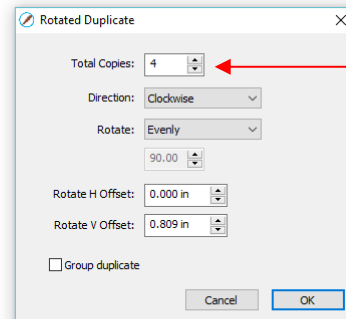 Rotated Duplicate
Total Copies: 4
Direction: Clockwise
Rotate: Evenly
90.00
Rotate H Offset: 0.000 in
Rotate V Offset: 0.809 in
Group duplicate
Cancel OK